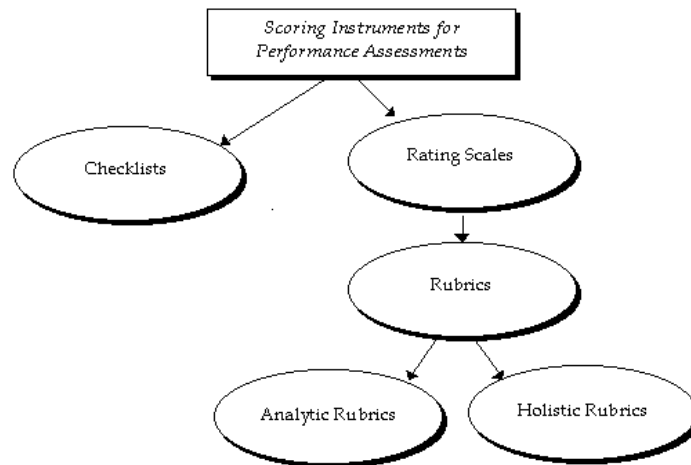 Scoring Instruments for
Performance Assessments
Checklists
Rating Scales
Rubrics
Analytic Rubrics
Holistic Rubrics